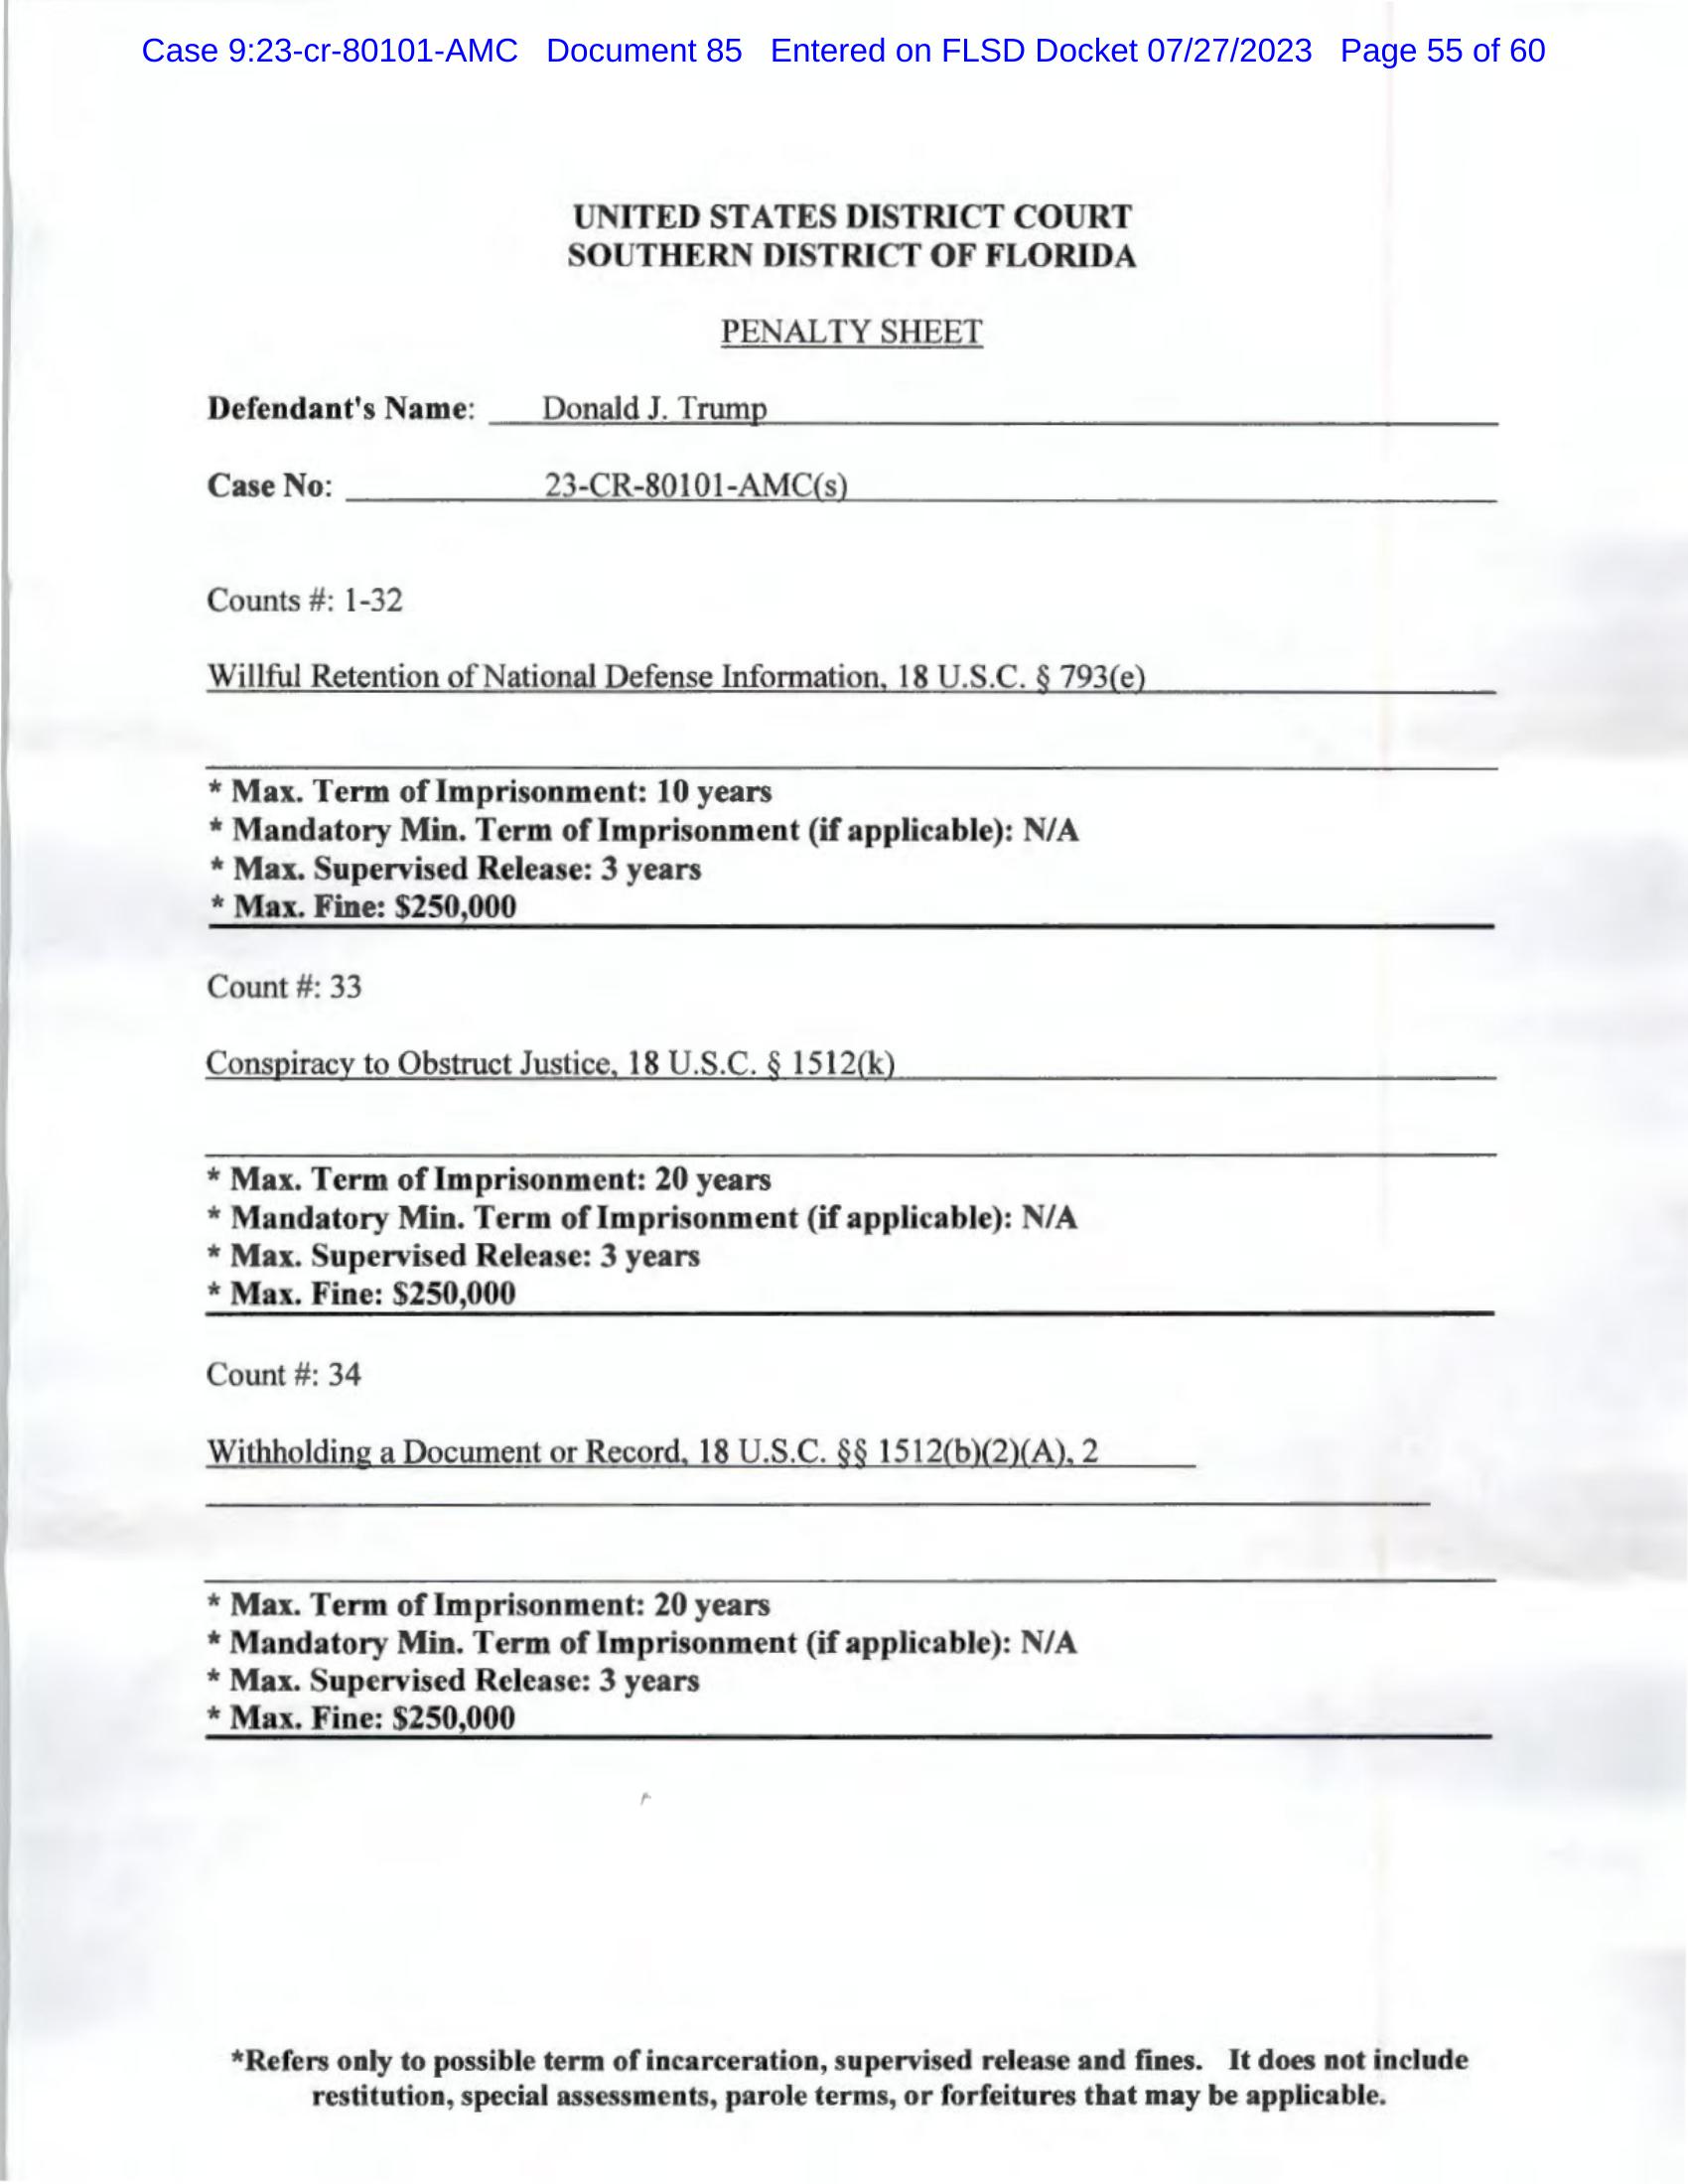 Case 9:23-cr-80101-AMC   Document 85   Entered on FLSD Docket 07/27/2023   Page 55 of 60
UNITED STATES DISTRICT COURT
SOUTHERN DISTRICT OF FLORIDA
PENALTY SHEET
Defendant's Name: Donald J. Trump
Case No: 23-CR-80101-AMC(s)
Counts #: 1-32
Willful Retention of National Defense Information, 18 U.S.C. § 793(e)
* Max. Term of Imprisonment: 10 years
* Mandatory Min. Term of Imprisonment (if applicable): N/A
* Max. Supervised Release: 3 years
* Max. Fine: $250,000
Count #: 33
Conspiracy to Obstruct Justice, 18 U.S.C. § 1512(k)
* Max. Term of Imprisonment: 20 years
* Mandatory Min. Term of Imprisonment (if applicable): N/A
* Max. Supervised Release: 3 years
* Max. Fine: $250,000
Count #: 34
Withholding a Document or Record, 18 U.S.C. §§ 1512(b)(2)(A), 2
* Max. Term of Imprisonment: 20 years
* Mandatory Min. Term of Imprisonment (if applicable): N/A
* Max. Supervised Release: 3 years
* Max. Fine: $250,000
*Refers only to possible term of incarceration, supervised release and fines.   It does not include
restitution, special assessments, parole terms, or forfeitures that may be applicable.